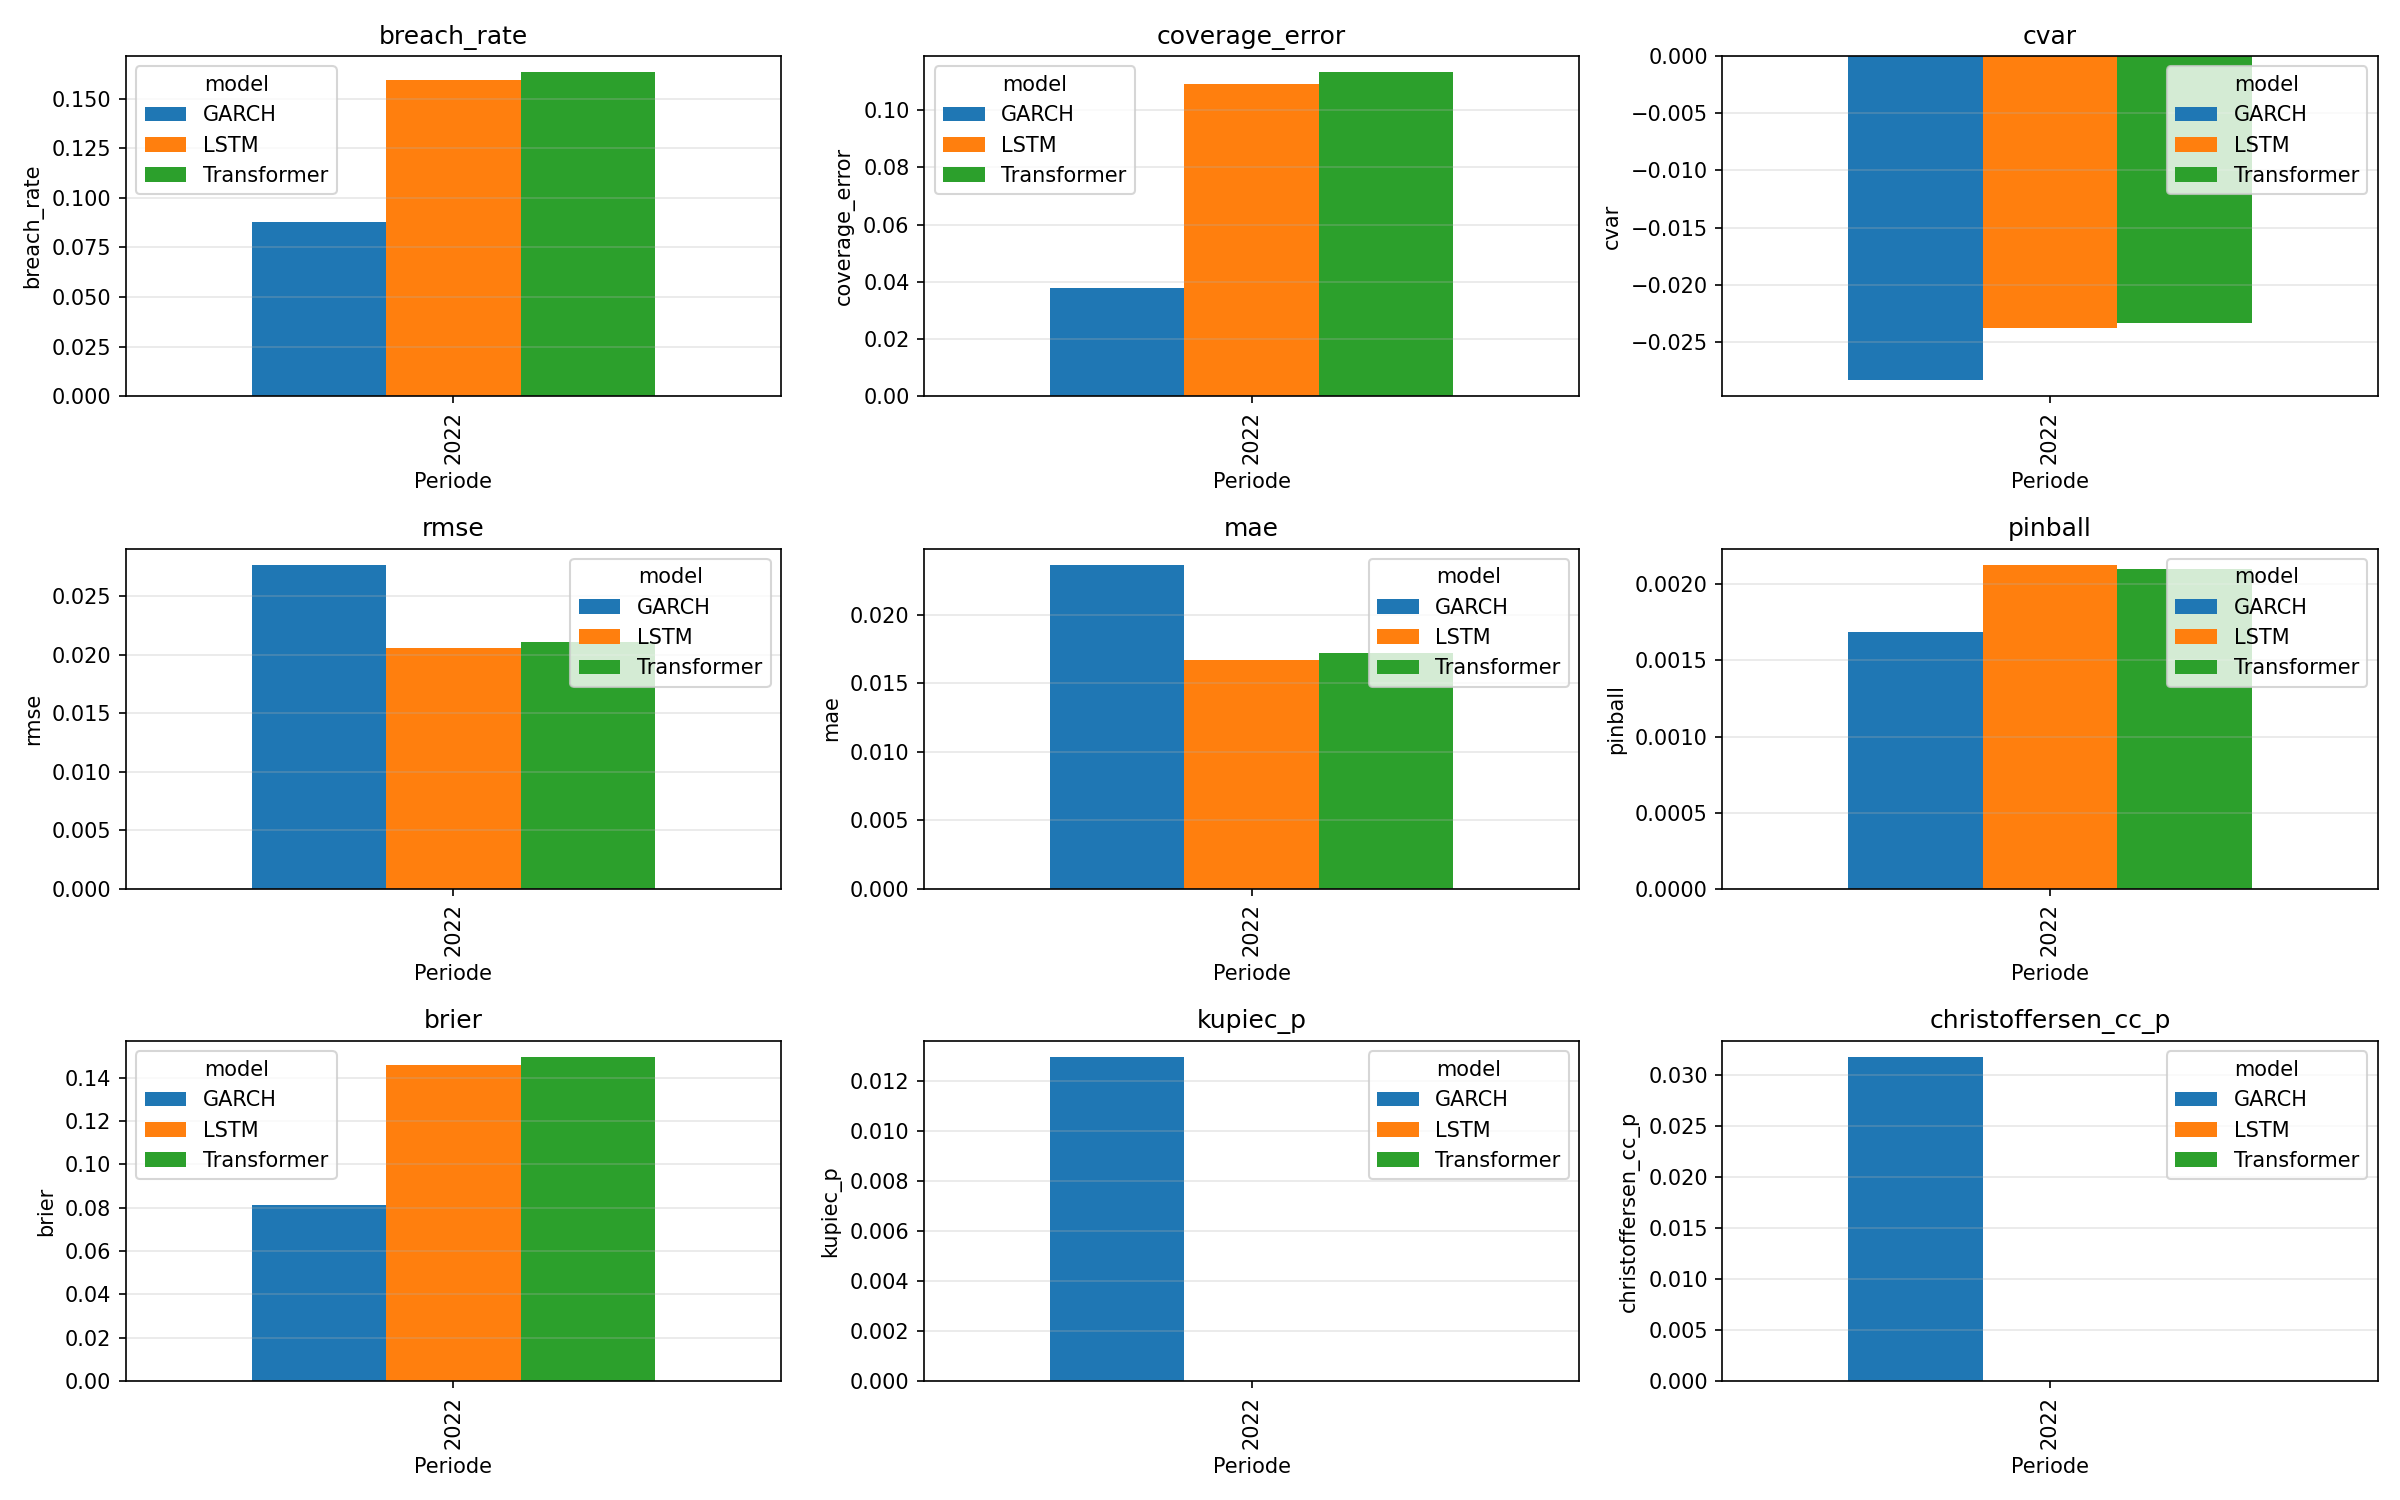 breach_rate
breach_rate
0.150
0.125
0.100
0.075
0.050
0.025
0.000
model
GARCH
LSTM
Transformer
2022
Periode
coverage_error
coverage_error
0.10
0.08
0.06
0.04
0.02
0.00
model
GARCH
LSTM
Transformer
2022
Periode
cvar
cvar
0.000
−0.005
−0.010
−0.015
−0.020
−0.025
model
GARCH
LSTM
Transformer
2022
Periode
rmse
rmse
0.025
0.020
0.015
0.010
0.005
0.000
model
GARCH
LSTM
Transformer
2022
Periode
mae
mae
0.020
0.015
0.010
0.005
0.000
model
GARCH
LSTM
Transformer
2022
Periode
pinball
pinball
0.0020
0.0015
0.0010
0.0005
0.0000
model
GARCH
LSTM
Transformer
2022
Periode
brier
brier
0.14
0.12
0.10
0.08
0.06
0.04
0.02
0.00
model
GARCH
LSTM
Transformer
2022
Periode
kupiec_p
kupiec_p
0.012
0.010
0.008
0.006
0.004
0.002
0.000
model
GARCH
LSTM
Transformer
2022
Periode
christoffersen_cc_p
christoffersen_cc_p
0.030
0.025
0.020
0.015
0.010
0.005
0.000
model
GARCH
LSTM
Transformer
2022
Periode